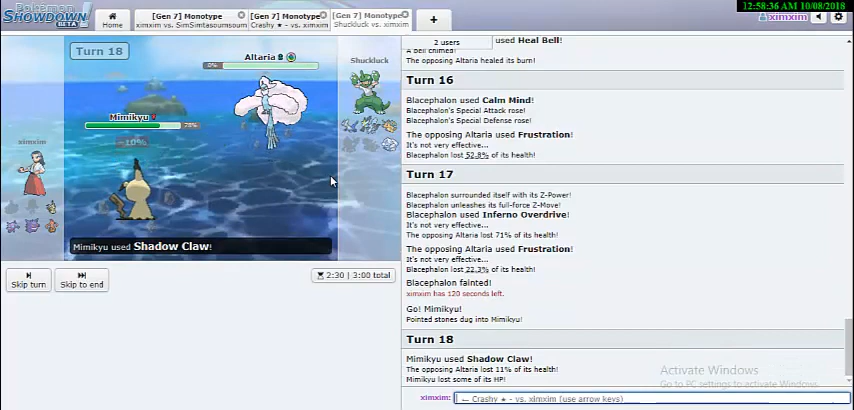 Pokémon
SHOWDOWN! BETA
Home
[Gen 7] Monotype
ximxim vs. SimSimtasoumsoum
[Gen 7] Monotype
Crashy ★ - vs. ximxim
[Gen 7] Monotype
Shuckluck vs. ximxim
+
12:58:36 AM 10/08/2018
ximxim
Turn 18
Altaria
0%
Shuckluck
Mimikyu
78%
-10%
ximxim
Mimikyu used Shadow Claw!
Skip turn
Skip to end
2:30 | 3:00 total
2 users
used Heal Bell!
A bell chimed!
The opposing Altaria healed its burn!
Turn 16
Blacephalon used Calm Mind!
Blacephalon's Special Attack rose!
Blacephalon's Special Defense rose!
The opposing Altaria used Frustration!
It's not very effective...
Blacephalon lost 52.8% of its health!
Turn 17
Blacephalon surrounded itself with its Z-Power!
Blacephalon unleashes its full-force Z-Move!
Blacephalon used Inferno Overdrive!
It's not very effective...
The opposing Altaria lost 71% of its health!
The opposing Altaria used Frustration!
It's not very effective...
Blacephalon lost 22.3% of its health!
Blacephalon fainted!
ximxim has 120 seconds left.
Go! Mimikyu!
Pointed stones dug into Mimikyu!
Turn 18
Mimikyu used Shadow Claw!
The opposing Altaria lost 11% of its health!
Mimikyu lost some of its HP!
Activate Windows
Go to PC settings to activate Windows.
ximxim:
← Crashy ★ - vs. ximxim (use arrow keys)